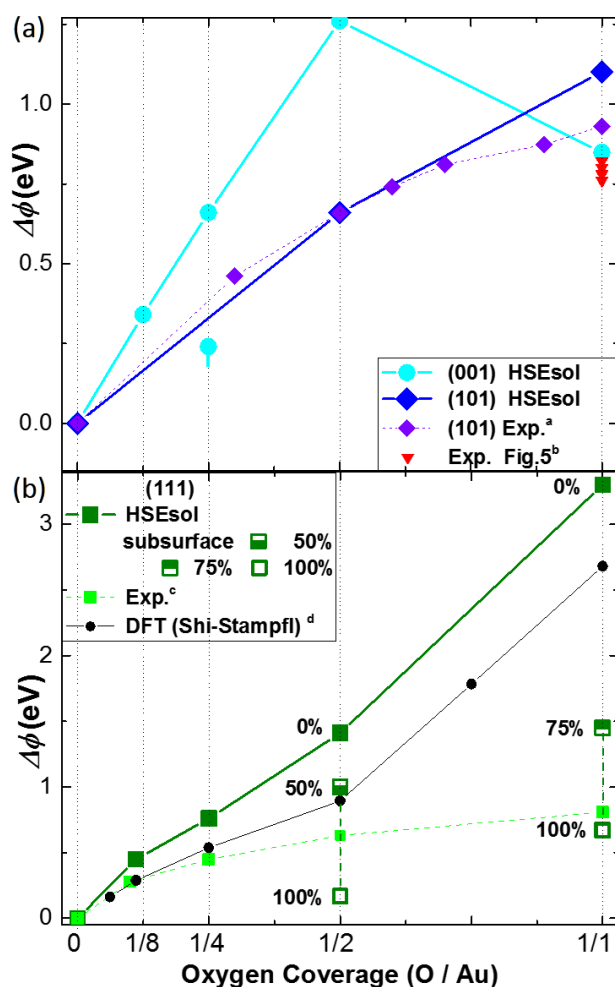 (a)
1.0
0.5
0.0
Δϕ (eV)
(001) HSEsol
(101) HSEsol
(101) Exp.ᵃ
Exp. Fig.5ᵇ
(b)
(111)
HSEsol
subsurface 50%
75% 100%
Exp.ᶜ
DFT (Shi-Stampfl) ᵈ
0%
3
2
1
0
Δϕ (eV)
0%
50%
100%
75%
100%
0 1/8 1/4 1/2 1/1
Oxygen Coverage (O / Au)